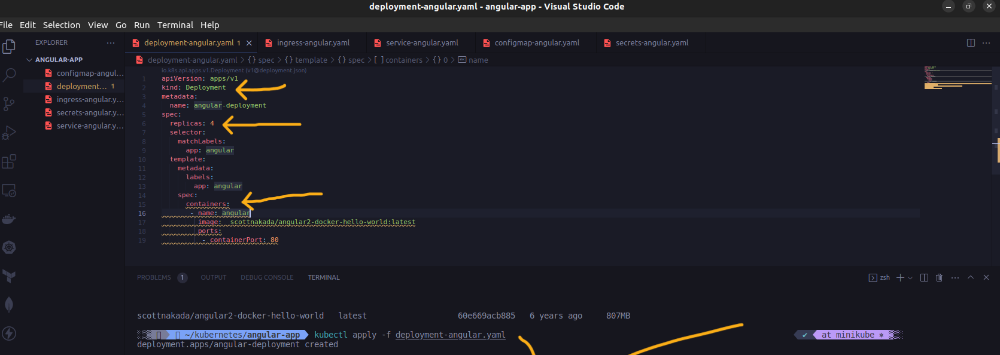 deployment-angular.yaml - angular-app - Visual Studio Code
File Edit Selection View Go Run Terminal Help
EXPLORER ··· deployment-angular.yaml 1 ingress-angular.yaml service-angular.yaml configmap-angular.yaml secrets-angular.yaml
ANGULAR-APP
configmap-angul...
deployment... 1
ingress-angular.y...
secrets-angular.y...
service-angular.y...
deployment-angular.yaml > {} spec > {} template > {} spec > [ ] containers > {} 0 > abc name
io.k8s.api.apps.v1.Deployment (v1@deployment.json)
1 apiVersion: apps/v1
2 kind: Deployment
3 metadata:
4 name: angular-deployment
5 spec:
6 replicas: 4
7 selector:
8 matchLabels:
9 app: angular
10 template:
11 metadata:
12 labels:
13 app: angular
14 spec:
15 containers:
16 - name: angular
17 image: scottnakada/angular2-docker-hello-world:latest
18 ports:
19 - containerPort: 80
PROBLEMS 1 OUTPUT DEBUG CONSOLE TERMINAL zsh
scottnakada/angular2-docker-hello-world latest 60e669acb885 6 years ago 807MB
~/kubernetes/angular-app kubectl apply -f deployment-angular.yaml ✔ at minikube
deployment.apps/angular-deployment created